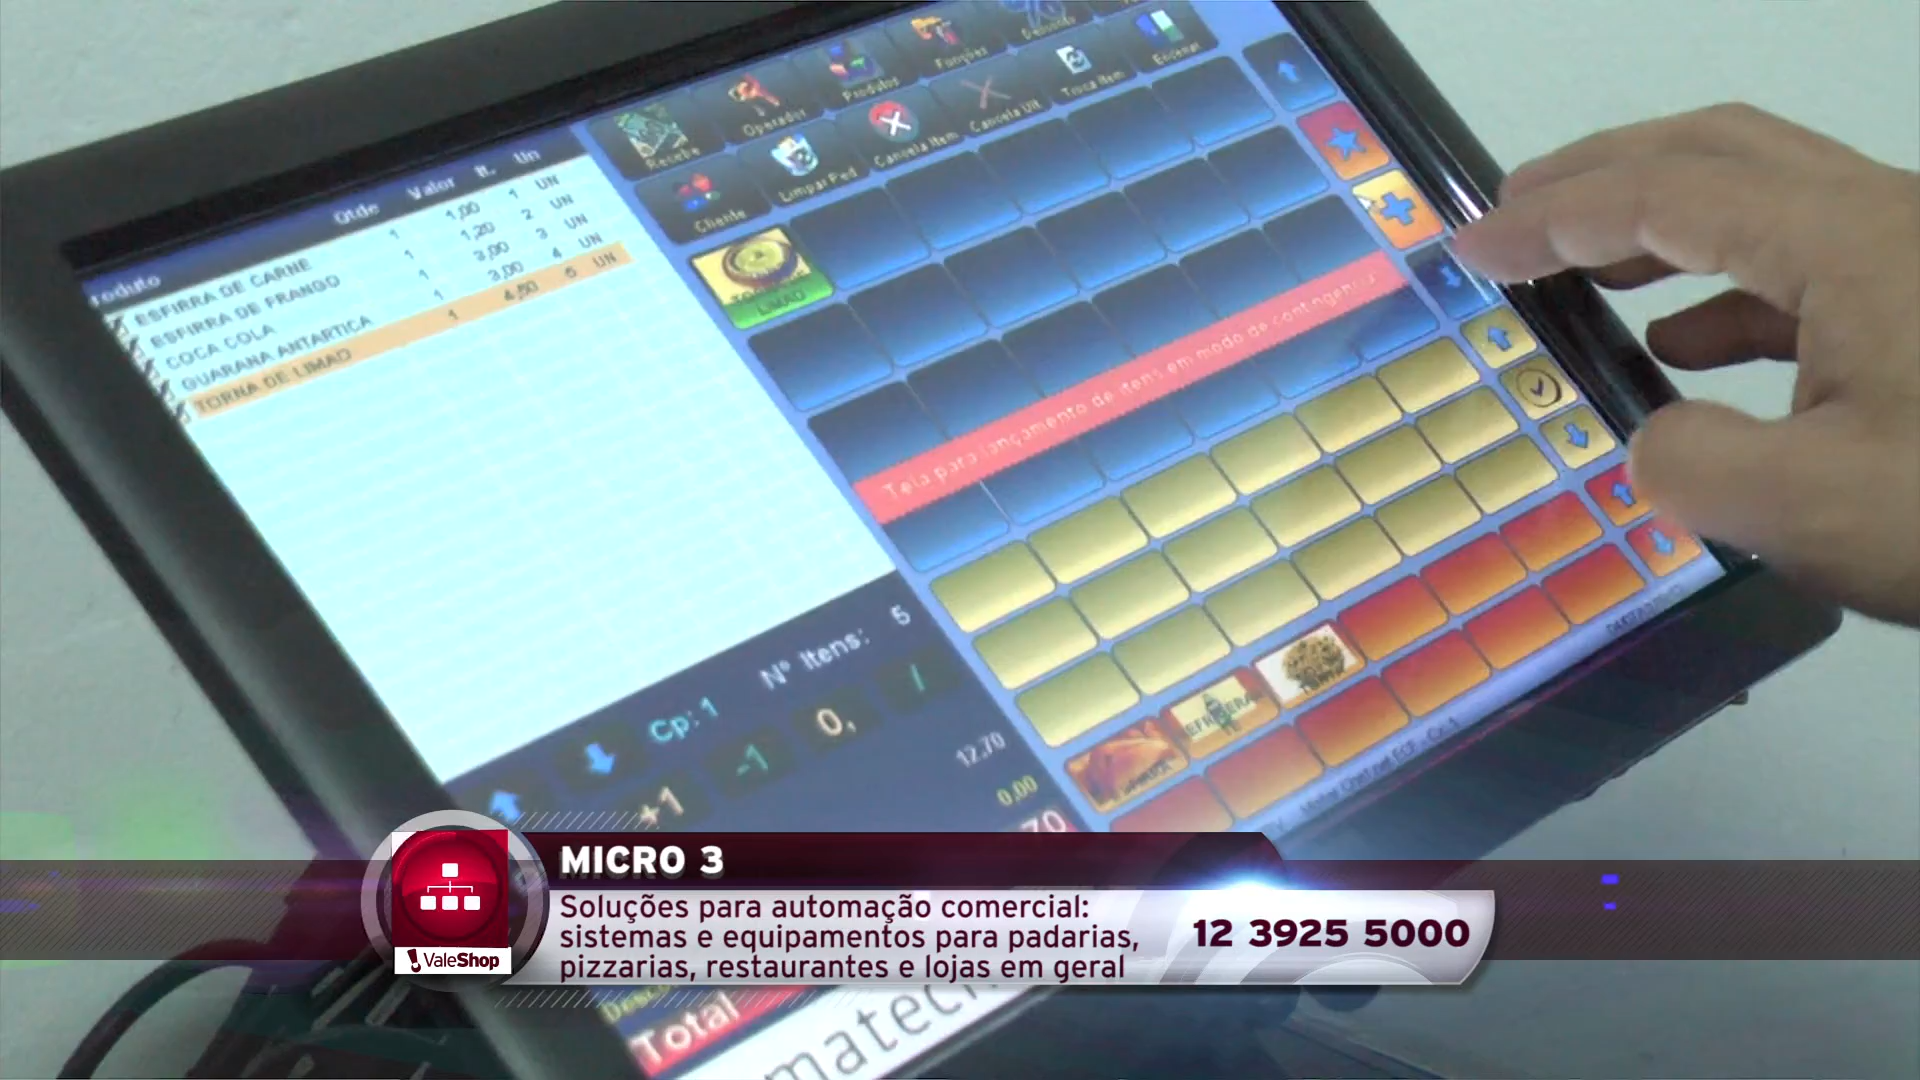 Recebe
Operador
Produtos
Funções
Cliente
Limpar Ped
Cancela Item
Cancela Ult
Troca Item
Encerrar
Qtde Valor It. Un
roduto
ESFIRRA DE CARNE 1 1,00 1 UN
ESFIRRA DE FRANGO 1 1,20 2 UN
COCA COLA 1 3,00 3 UN
GUARANA ANTARTICA 1 3,00 4 UN
TORNA DE LIMAO 1 4,50 5 UN
LIMAO
Tela para lançamento de itens em modo de contingencia
Cp: 1
Nº Itens: 5
+1 -1 0, /
12,70
0,00
70
Total
matech
MICRO 3
Soluções para automação comercial:
sistemas e equipamentos para padarias,
pizzarias, restaurantes e lojas em geral
12 3925 5000
ValeShop